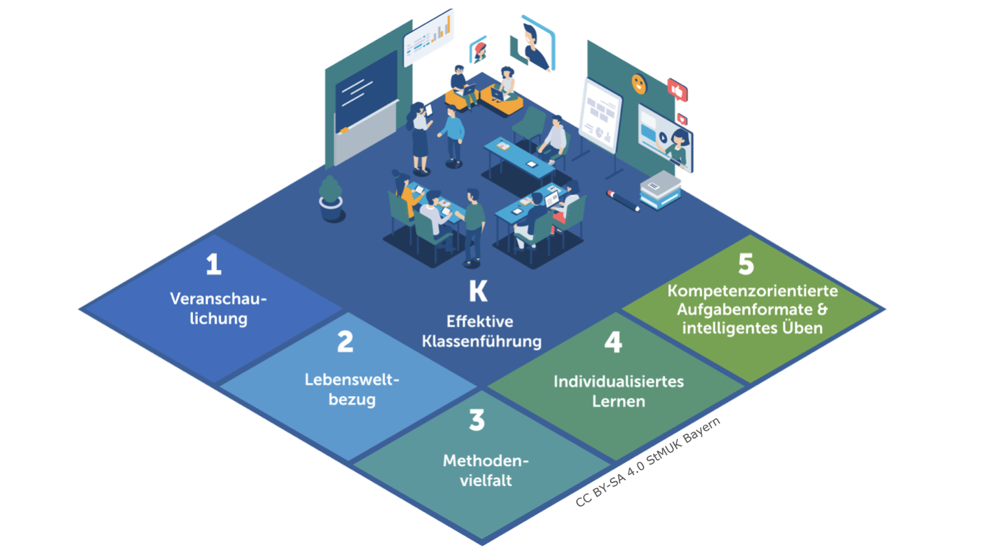 1
Veranschau-
lichung
2
Lebenswelt-
bezug
K
Effektive
Klassenführung
3
Methoden-
vielfalt
4
Individualisiertes
Lernen
5
Kompetenzorientierte
Aufgabenformate &
intelligentes Üben
CC BY-SA 4.0 StMUK Bayern